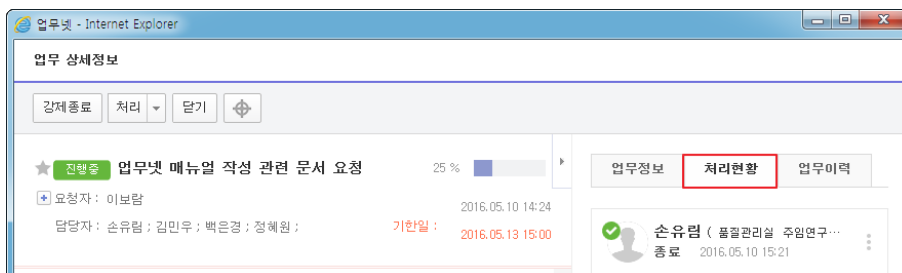 업무넷 - Internet Explorer
업무 상세정보
강제종료 처리 닫기
진행중 업무넷 매뉴얼 작성 관련 문서 요청 25 %
업무정보 처리현황 업무이력
요청자 : 이보람
2016.05.10 14:24
담당자 : 손유림 ; 김민우 ; 백은경 ; 정혜원 ; 기한일 : 2016.05.13 15:00
손유림 ( 품질관리실 주임연구…
종료 2016.05.10 15:21